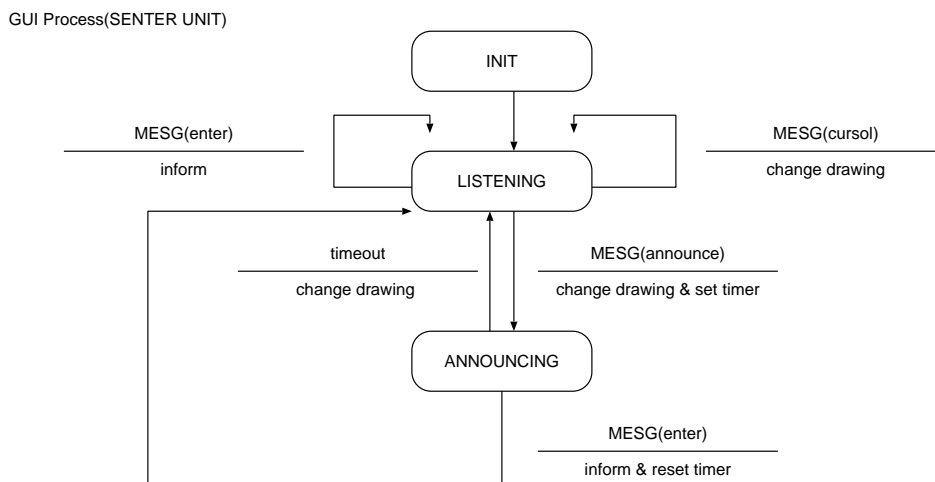 GUI Process(SENTER UNIT)
INIT
MESG(enter)
inform
MESG(cursol)
change drawing
LISTENING
timeout
change drawing
MESG(announce)
change drawing & set timer
ANNOUNCING
MESG(enter)
inform & reset timer